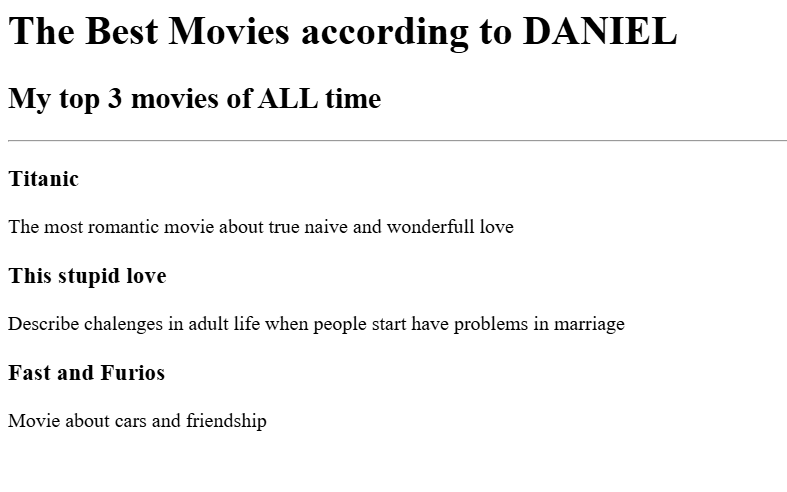 The Best Movies according to DANIEL
My top 3 movies of ALL time
Titanic
The most romantic movie about true naive and wonderfull love
This stupid love
Describe chalenges in adult life when people start have problems in marriage
Fast and Furios
Movie about cars and friendship